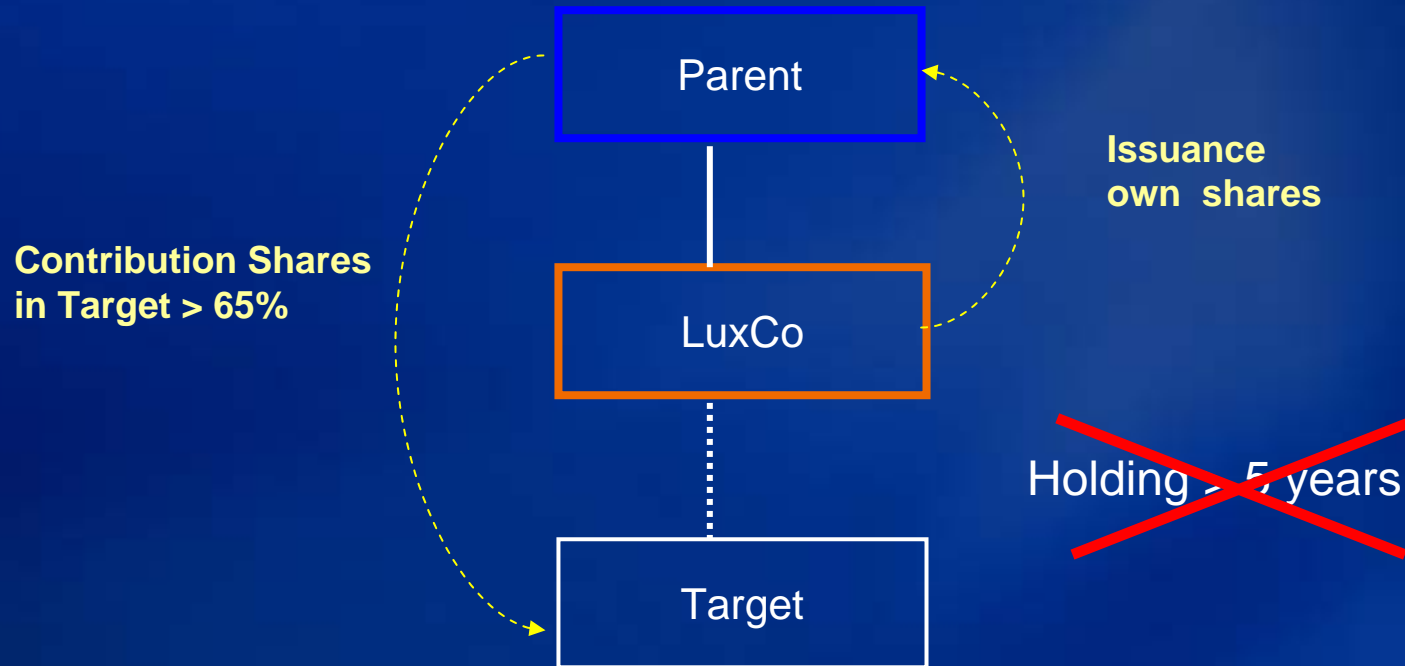 Parent
Issuance
own shares
Contribution Shares
in Target > 65%
LuxCo
Holding > 5 years
Target